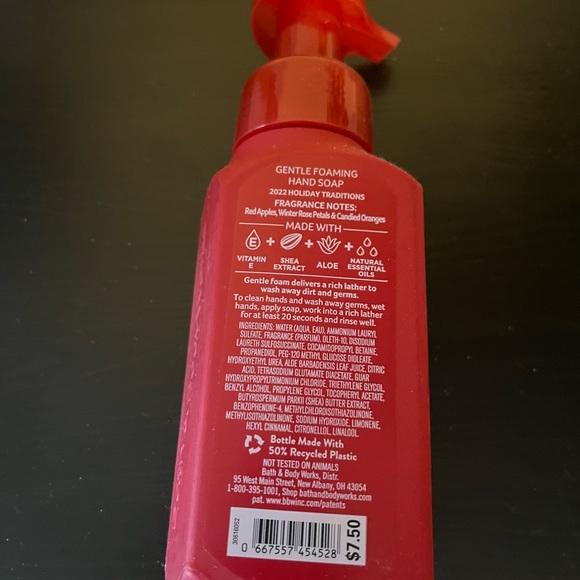 GENTLE FOAMING
HAND SOAP
2022 HOLIDAY TRADITIONS
FRAGRANCE NOTES:
Red Apples, Winter Rose Petals & Candied Oranges
MADE WITH
E + + +
VITAMIN E SHEA EXTRACT ALOE NATURAL ESSENTIAL OILS
Gentle foam delivers a rich lather to
wash away dirt and germs.
To clean hands and wash away germs, wet
hands, apply soap, work into a rich lather
for at least 20 seconds and rinse well.
INGREDIENTS: WATER (AQUA, EAU), AMMONIUM LAURYL
SULFATE, FRAGRANCE (PARFUM), OLETH-10, DISODIUM
LAURETH SULFOSUCCINATE, COCAMIDOPROPYL BETAINE,
PROPANEDIOL, PEG-120 METHYL GLUCOSE DIOLEATE,
HYDROXYETHYL UREA, ALOE BARBADENSIS LEAF JUICE, CITRIC
ACID, TETRASODIUM GLUTAMATE DIACETATE, GUAR
HYDROXYPROPYLTRIMONIUM CHLORIDE, TRIETHYLENE GLYCOL,
BENZYL ALCOHOL, PROPYLENE GLYCOL, TOCOPHERYL ACETATE,
BUTYROSPERMUM PARKII (SHEA) BUTTER EXTRACT,
BENZOPHENONE-4, METHYLCHLOROISOTHIAZOLINONE,
METHYLISOTHIAZOLINONE, SODIUM HYDROXIDE, LIMONENE,
HEXYL CINNAMAL, CITRONELLOL, LINALOOL.
Bottle Made With
50% Recycled Plastic
NOT TESTED ON ANIMALS
Bath & Body Works, Distr.
95 West Main Street, New Albany, OH 43054
1-800-395-1001, Shop bathandbodyworks.com
pat. www.bbwinc.com/patents
30816052
0 667557 454528
$7.50